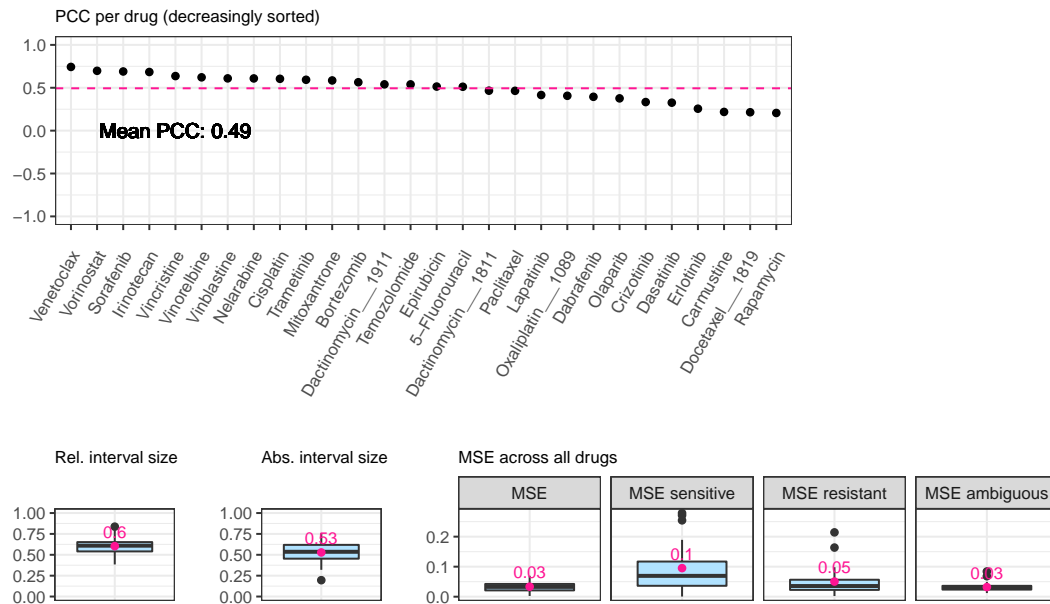 PCC per drug (decreasingly sorted)
1.0
0.5
0.0
−0.5
−1.0
Mean PCC: 0.49
Venetoclax
Vorinostat
Sorafenib
Irinotecan
Vincristine
Vinorelbine
Vinblastine
Nelarabine
Cisplatin
Trametinib
Mitoxantrone
Bortezomib
Dactinomycin___1911
Temozolomide
Epirubicin
5−Fluorouracil
Dactinomycin___1811
Paclitaxel
Lapatinib
Oxaliplatin___1089
Dabrafenib
Olaparib
Crizotinib
Dasatinib
Erlotinib
Carmustine
Docetaxel___1819
Rapamycin
Rel. interval size
1.00
0.75
0.50
0.25
0.00
0.6
Abs. interval size
1.00
0.75
0.50
0.25
0.00
0.53
MSE across all drugs
MSE
MSE sensitive
MSE resistant
MSE ambiguous
0.2
0.1
0.0
0.03
0.1
0.05
0.03